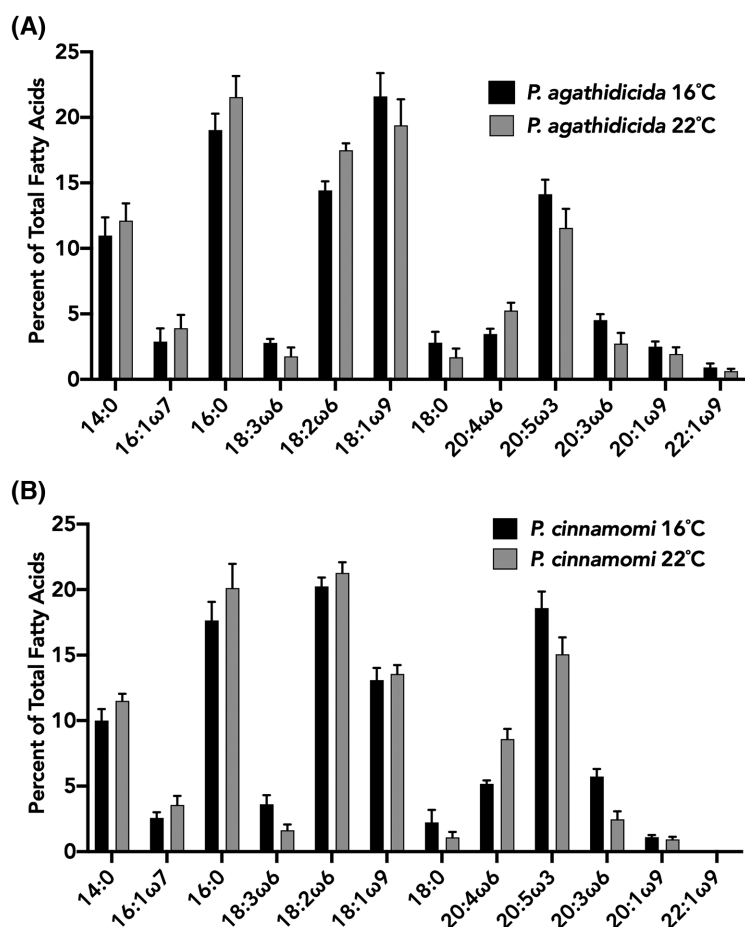 (A)
25
20
15
10
5
0
Percent of Total Fatty Acids
P. agathidicida 16°C
P. agathidicida 22°C
14:0
16:1ω7
16:0
18:3ω6
18:2ω6
18:1ω9
18:0
20:4ω6
20:5ω3
20:3ω6
20:1ω9
22:1ω9
(B)
25
20
15
10
5
0
Percent of Total Fatty Acids
P. cinnamomi 16°C
P. cinnamomi 22°C
14:0
16:1ω7
16:0
18:3ω6
18:2ω6
18:1ω9
18:0
20:4ω6
20:5ω3
20:3ω6
20:1ω9
22:1ω9